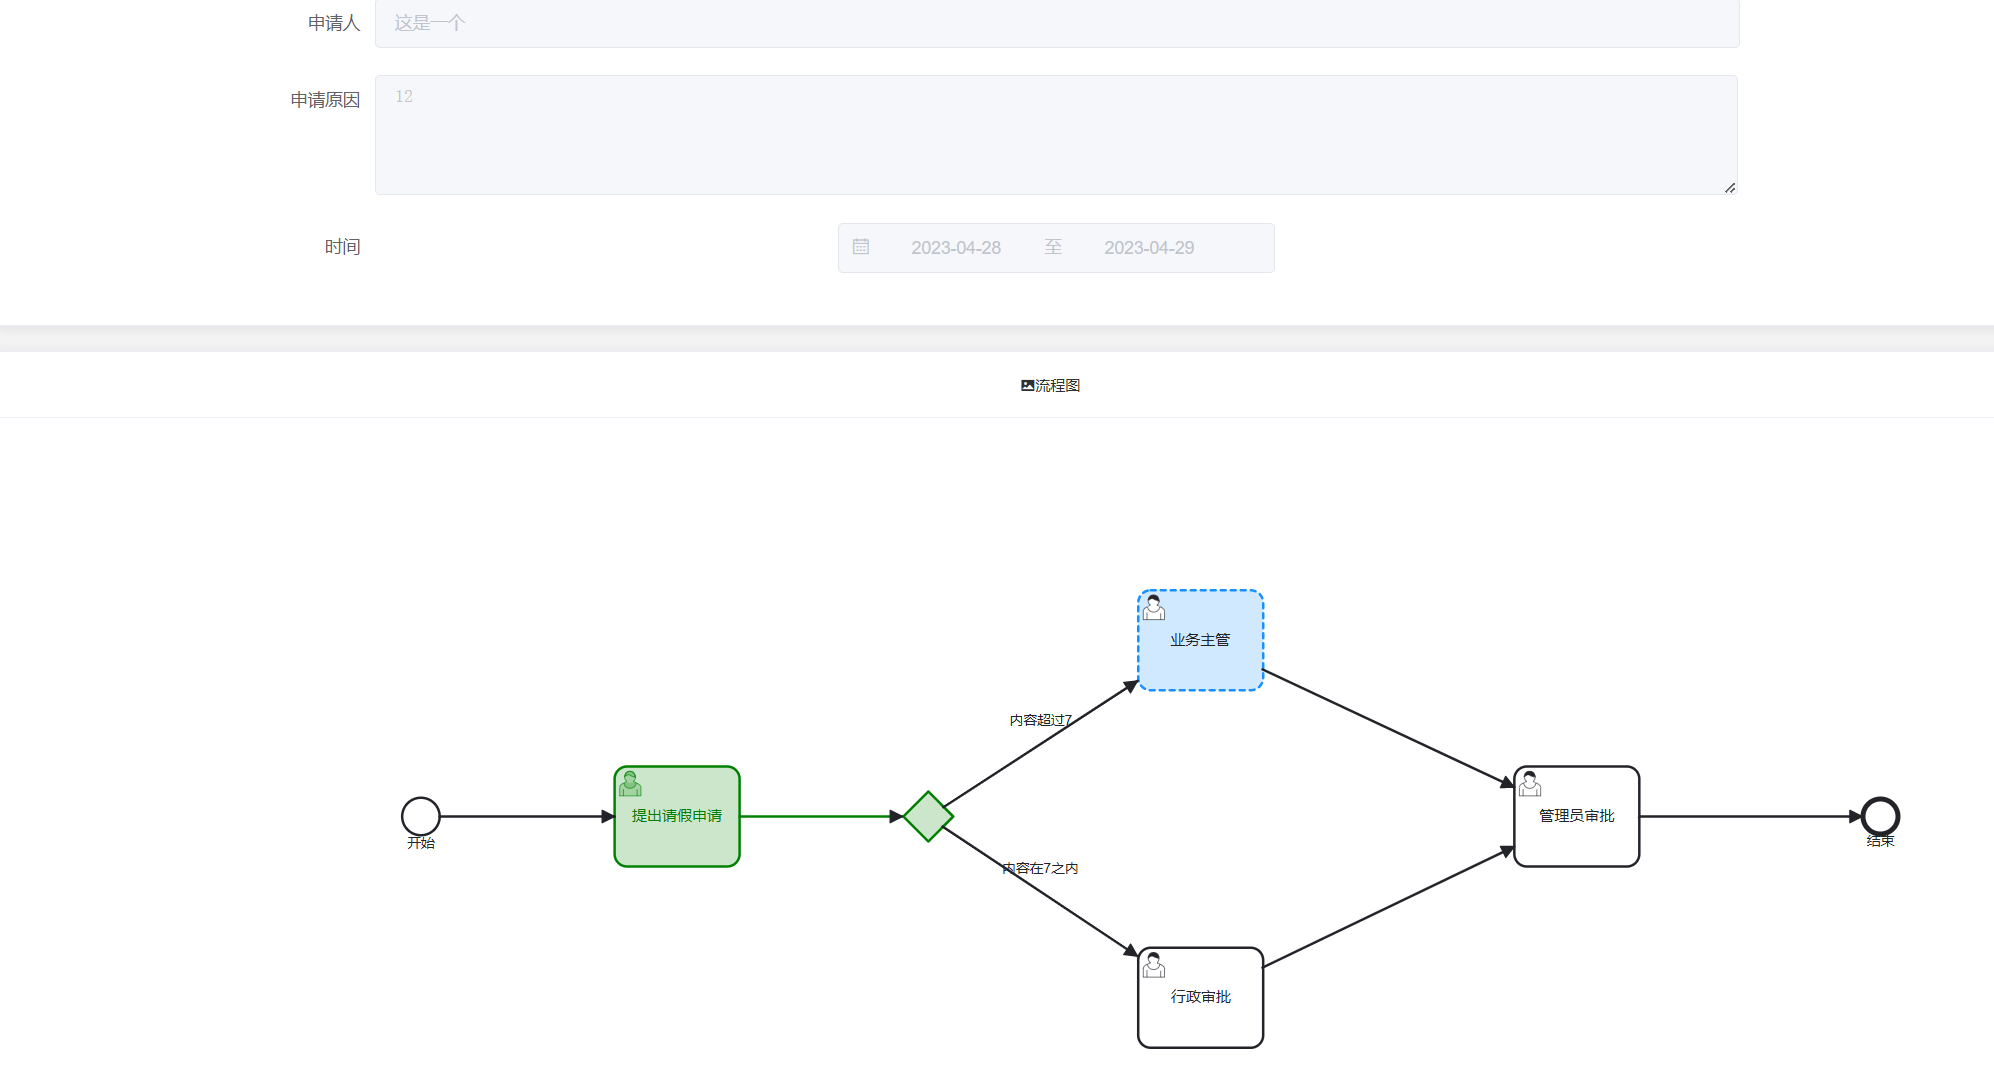 申请人 这是一个
申请原因 12
时间 2023-04-28 至 2023-04-29
流程图
业务主管
内容超过7
提出请假申请
管理员审批
开始
结束
内容在7之内
行政审批